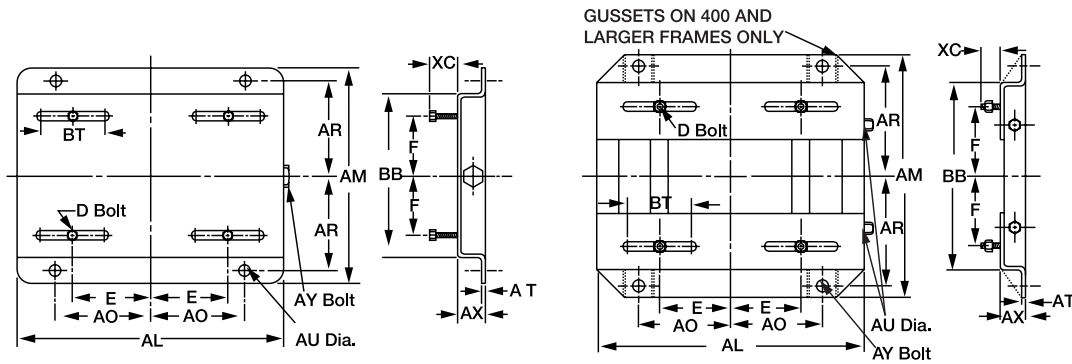 GUSSETS ON 400 AND
LARGER FRAMES ONLY
XC
BT
D Bolt
F
F
BB
AR
AR
AM
E
E
AO
AO
AL
AY Bolt
AU Dia.
AX
A T
XC
D Bolt
BT
F
F
BB
AR
AR
AM
E
E
AO
AO
AL
AU Dia.
AY Bolt
AX
AT